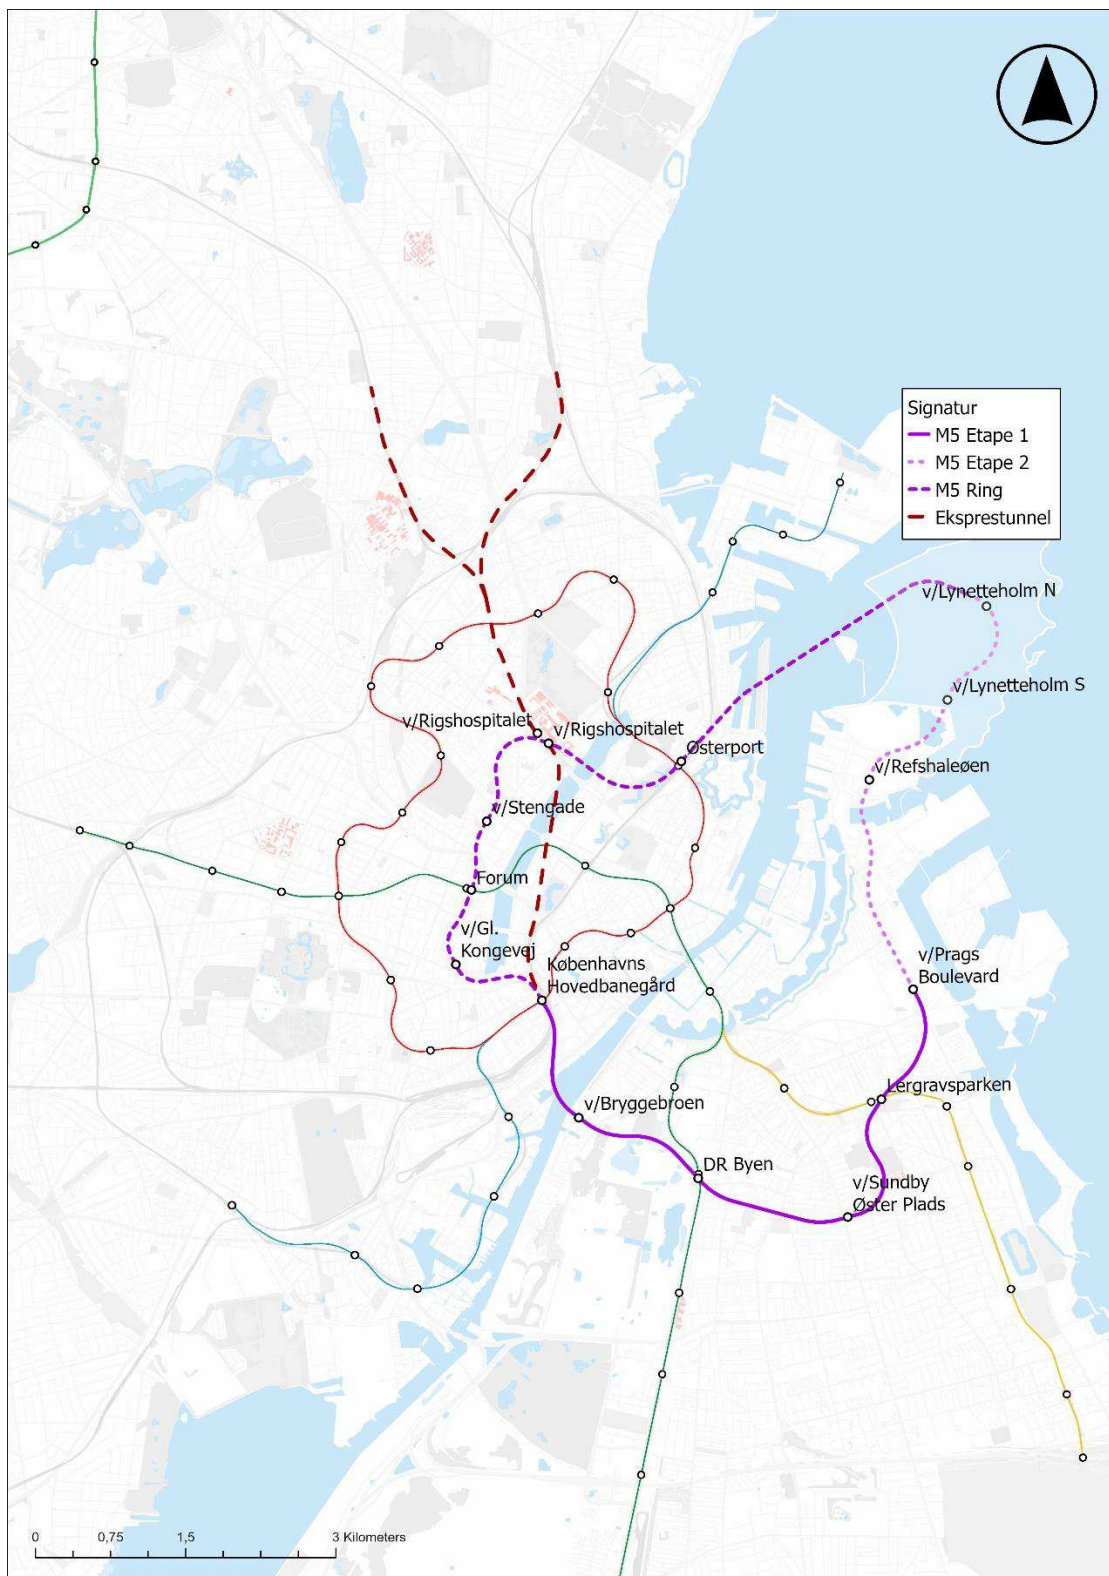 Signatur
M5 Etape 1
M5 Etape 2
M5 Ring
Eksprestunnel
v/Lynetteholm N
v/Lynetteholm S
v/Rigshospitalet
v/Rigshospitalet
Østerport
v/Refshaleøen
v/Stengade
Forum
v/Gl.
Kongevej
Københavns
Hovedbanegård
v/Prags
Boulevard
Lergravsparken
v/Bryggebroen
DR Byen
v/Sundby
Øster Plads
0 0,75 1,5 3 Kilometers